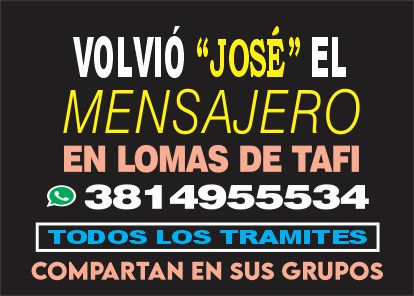 VOLVIÓ “JOSÉ” EL
MENSAJERO
EN LOMAS DE TAFI
3814955534
TODOS LOS TRAMITES
COMPARTAN EN SUS GRUPOS